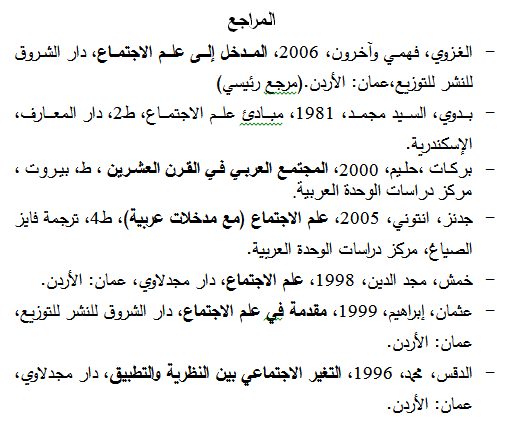 المراجع
- الغزوي، فهمي وآخرون، 2006، المدخل إلى علم الاجتماع، دار الشروق
للنشر للتوزيع،عمان: الأردن.(مرجع رئيسي)
- بدوي، السيد مجمد، 1981، مبادئ علم الاجتماع، ط2، دار المعارف،
الإسكندرية.
- بركات ،حليم، 2000، المجتمع العربي في القرن العشرين ، ط، بيروت ،
مركز دراسات الوحدة العربية.
- جدنز، انتوني، 2005، علم الاجتماع (مع مدخلات عربية)، ط4، ترجمة فايز
الصياغ، مركز دراسات الوحدة العربية.
- خمش، مجد الدين، 1998، علم الاجتماع، دار مجدلاوي، عمان: الأردن.
- عثمان، إبراهيم، 1999، مقدمة في علم الاجتماع، دار الشروق للنشر للتوزيع،
عمان: الأردن.
- الدقس، محمد، 1996، التغير الاجتماعي بين النظرية والتطبيق، دار مجدلاوي،
عمان: الأردن.